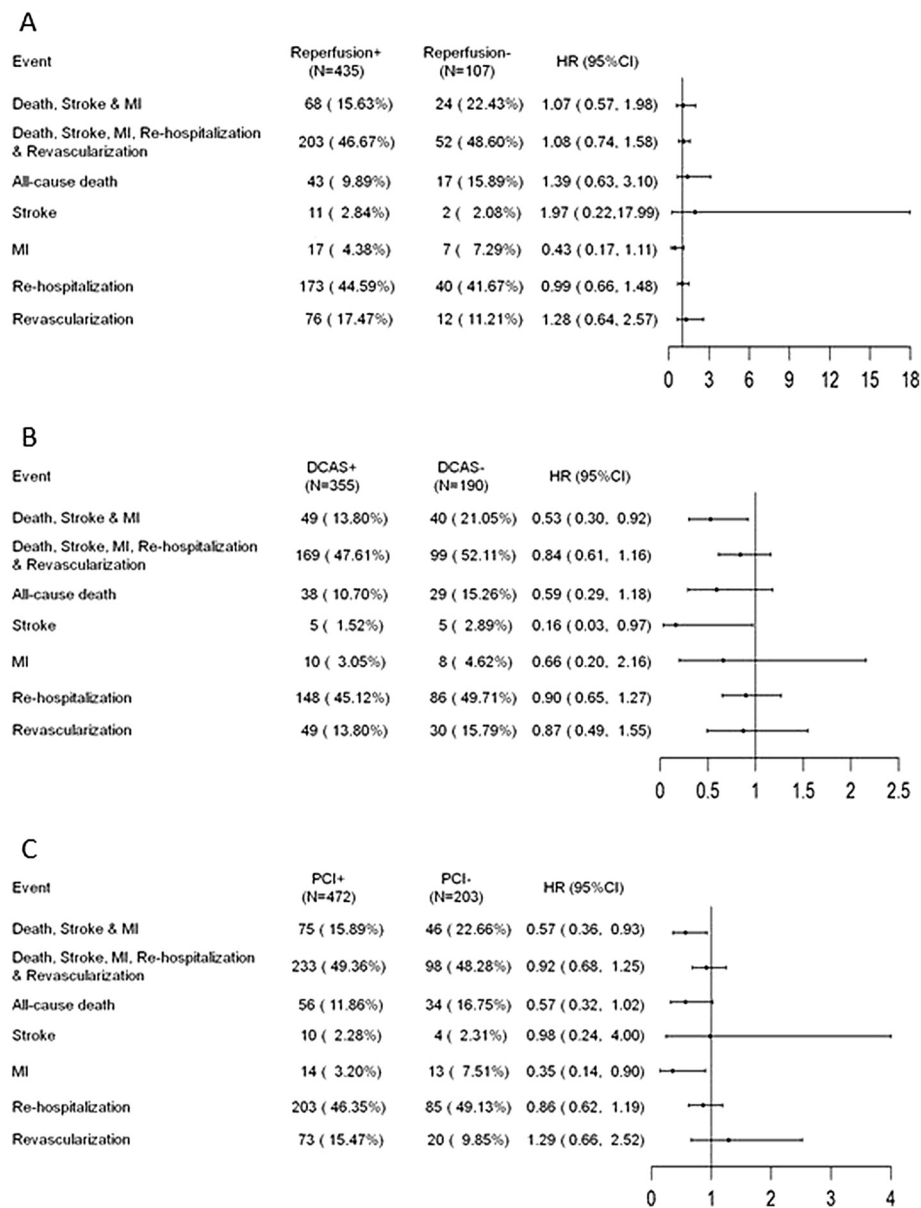 A
Event Reperfusion+ (N=435) Reperfusion- (N=107) HR (95%CI)
Death, Stroke & MI 68 ( 15.63%) 24 ( 22.43%) 1.07 ( 0.57, 1.98)
Death, Stroke, MI, Re-hospitalization & Revascularization 203 ( 46.67%) 52 ( 48.60%) 1.08 ( 0.74, 1.58)
All-cause death 43 ( 9.89%) 17 ( 15.89%) 1.39 ( 0.63, 3.10)
Stroke 11 ( 2.84%) 2 ( 2.08%) 1.97 ( 0.22,17.99)
MI 17 ( 4.38%) 7 ( 7.29%) 0.43 ( 0.17, 1.11)
Re-hospitalization 173 ( 44.59%) 40 ( 41.67%) 0.99 ( 0.66, 1.48)
Revascularization 76 ( 17.47%) 12 ( 11.21%) 1.28 ( 0.64, 2.57)
0 3 6 9 12 15 18
B
Event DCAS+ (N=355) DCAS- (N=190) HR (95%CI)
Death, Stroke & MI 49 ( 13.80%) 40 ( 21.05%) 0.53 ( 0.30, 0.92)
Death, Stroke, MI, Re-hospitalization & Revascularization 169 ( 47.61%) 99 ( 52.11%) 0.84 ( 0.61, 1.16)
All-cause death 38 ( 10.70%) 29 ( 15.26%) 0.59 ( 0.29, 1.18)
Stroke 5 ( 1.52%) 5 ( 2.89%) 0.16 ( 0.03, 0.97)
MI 10 ( 3.05%) 8 ( 4.62%) 0.66 ( 0.20, 2.16)
Re-hospitalization 148 ( 45.12%) 86 ( 49.71%) 0.90 ( 0.65, 1.27)
Revascularization 49 ( 13.80%) 30 ( 15.79%) 0.87 ( 0.49, 1.55)
0 0.5 1 1.5 2 2.5
C
Event PCI+ (N=472) PCI- (N=203) HR (95%CI)
Death, Stroke & MI 75 ( 15.89%) 46 ( 22.66%) 0.57 ( 0.36, 0.93)
Death, Stroke, MI, Re-hospitalization & Revascularization 233 ( 49.36%) 98 ( 48.28%) 0.92 ( 0.68, 1.25)
All-cause death 56 ( 11.86%) 34 ( 16.75%) 0.57 ( 0.32, 1.02)
Stroke 10 ( 2.28%) 4 ( 2.31%) 0.98 ( 0.24, 4.00)
MI 14 ( 3.20%) 13 ( 7.51%) 0.35 ( 0.14, 0.90)
Re-hospitalization 203 ( 46.35%) 85 ( 49.13%) 0.86 ( 0.62, 1.19)
Revascularization 73 ( 15.47%) 20 ( 9.85%) 1.29 ( 0.66, 2.52)
0 1 2 3 4